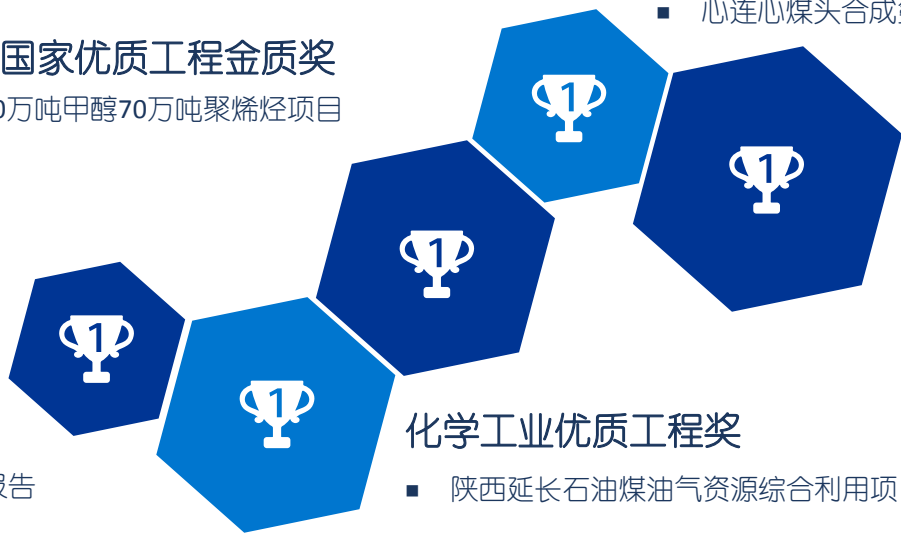 心连心煤头合成
国家优质工程金质奖
0万吨甲醇70万吨聚烯烃项目
1
1
1
1
1
化学工业优质工程奖
报告
▪ 陕西延长石油煤油气资源综合利用项